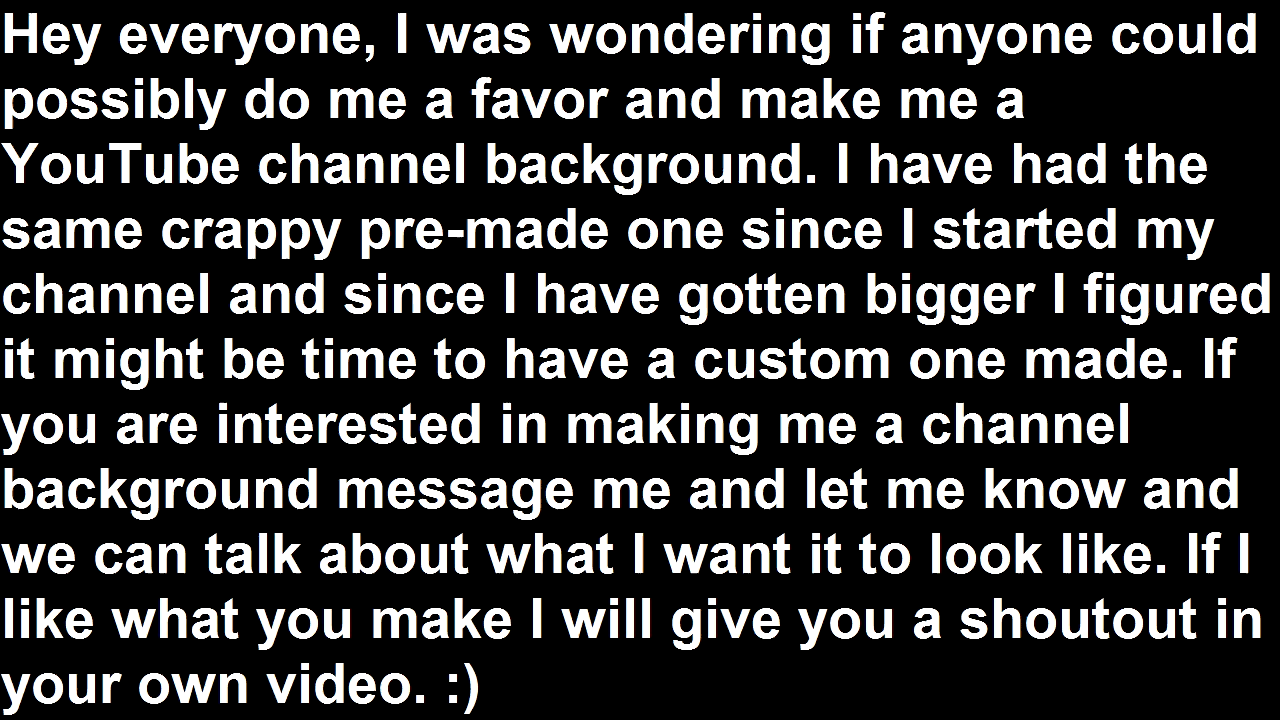 Hey everyone, I was wondering if anyone could
possibly do me a favor and make me a
YouTube channel background. I have had the
same crappy pre-made one since I started my
channel and since I have gotten bigger I figured
it might be time to have a custom one made. If
you are interested in making me a channel
background message me and let me know and
we can talk about what I want it to look like. If I
like what you make I will give you a shoutout in
your own video. :)